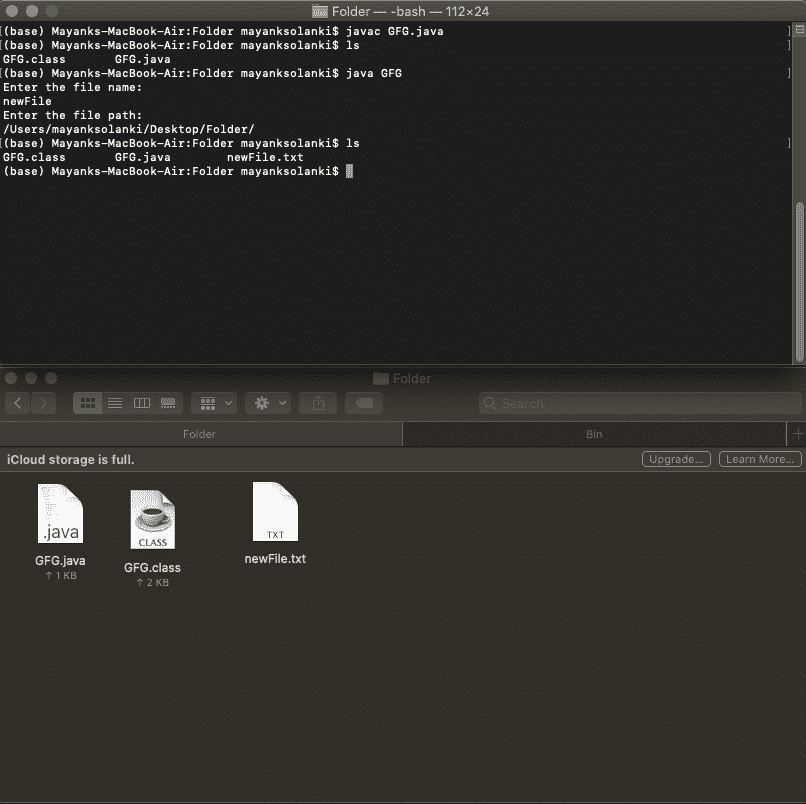 Folder — -bash — 112×24
[(base) Mayanks-MacBook-Air:Folder mayanksolanki$ javac GFG.java ]
[(base) Mayanks-MacBook-Air:Folder mayanksolanki$ ls ]
GFG.class GFG.java
[(base) Mayanks-MacBook-Air:Folder mayanksolanki$ java GFG ]
Enter the file name:
newFile
Enter the file path:
/Users/mayanksolanki/Desktop/Folder/
[(base) Mayanks-MacBook-Air:Folder mayanksolanki$ ls ]
GFG.class GFG.java newFile.txt
(base) Mayanks-MacBook-Air:Folder mayanksolanki$
Folder
Search
Folder Bin +
iCloud storage is full. Upgrade... Learn More...
.java CLASS TXT
GFG.java GFG.class newFile.txt
↑ 1 KB ↑ 2 KB